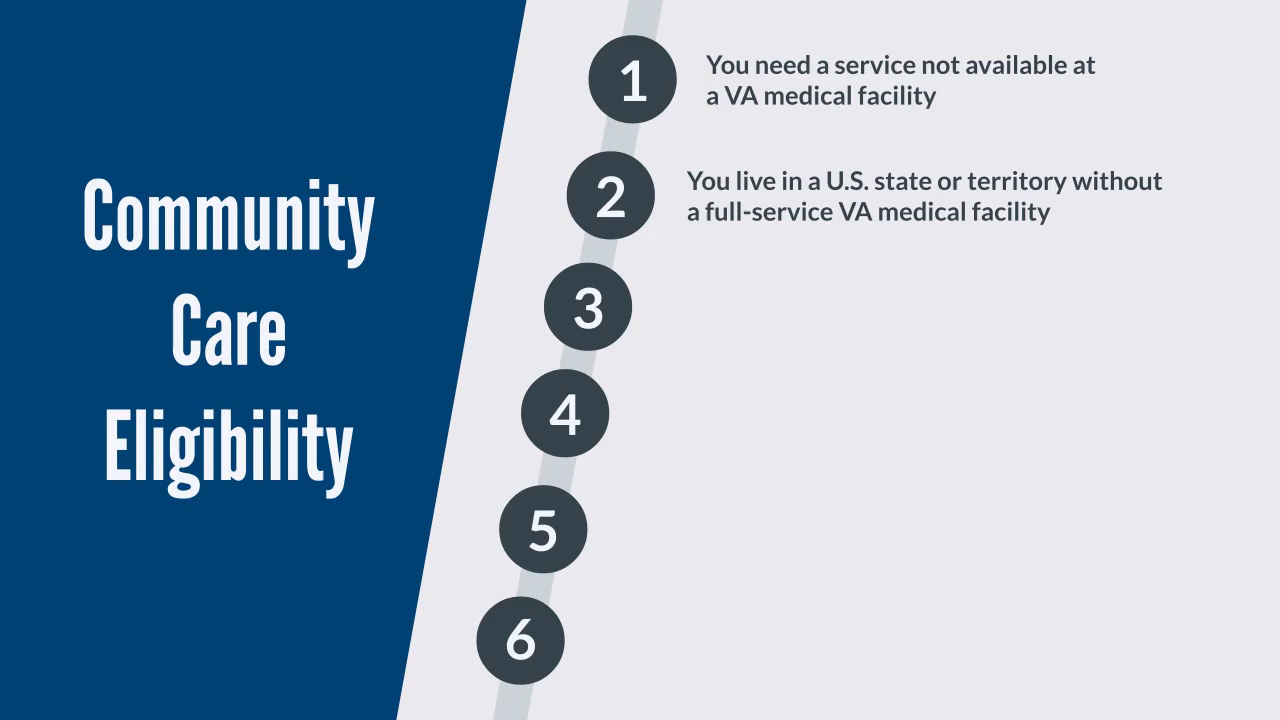 Community
Care
Eligibility
1
You need a service not available at
a VA medical facility
2
You live in a U.S. state or territory without
a full-service VA medical facility
3
4
5
6